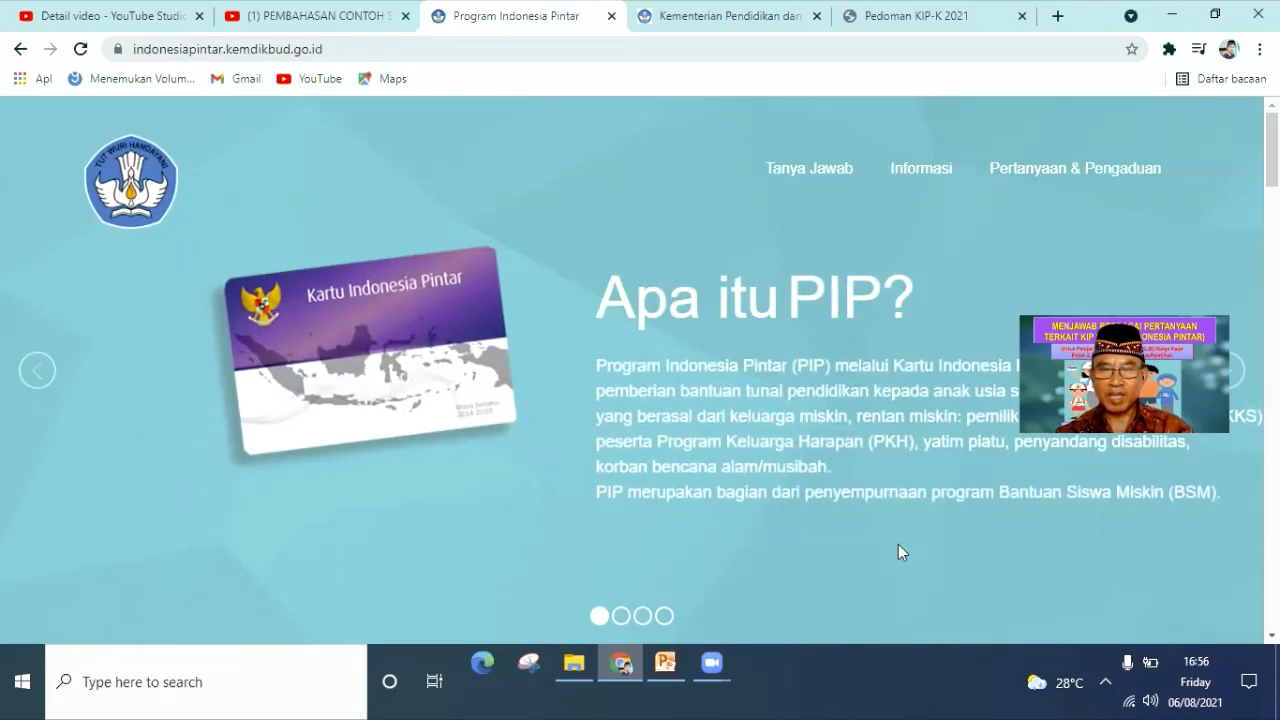 Detail video - YouTube Studio
(1) PEMBAHASAN CONTOH S
Program Indonesia Pintar
Kementerian Pendidikan dan
Pedoman KIP-K 2021
indonesiapintar.kemdikbud.go.id
Apl
Menemukan Volum...
Gmail
YouTube
Maps
Daftar bacaan
TUT WURI HANDAYANI
Tanya Jawab
Informasi
Pertanyaan & Pengaduan
Kartu Indonesia Pintar
Apa itu PIP?
MENJAWAB PERTANYAAN
TERKAIT KIP INDONESIA PINTAR)
Program Indonesia Pintar (PIP) melalui Kartu Indonesia
pemberian bantuan tunai pendidikan kepada anak usia
yang berasal dari keluarga miskin, rentan miskin: KKS)
peserta Program Keluarga Harapan (PKH), yatim piatu, penyandang disabilitas,
korban bencana alam/musibah.
PIP merupakan bagian dari penyempurnaan program Bantuan Siswa Miskin (BSM).
Type here to search
28°C
16:56
Friday
06/08/2021